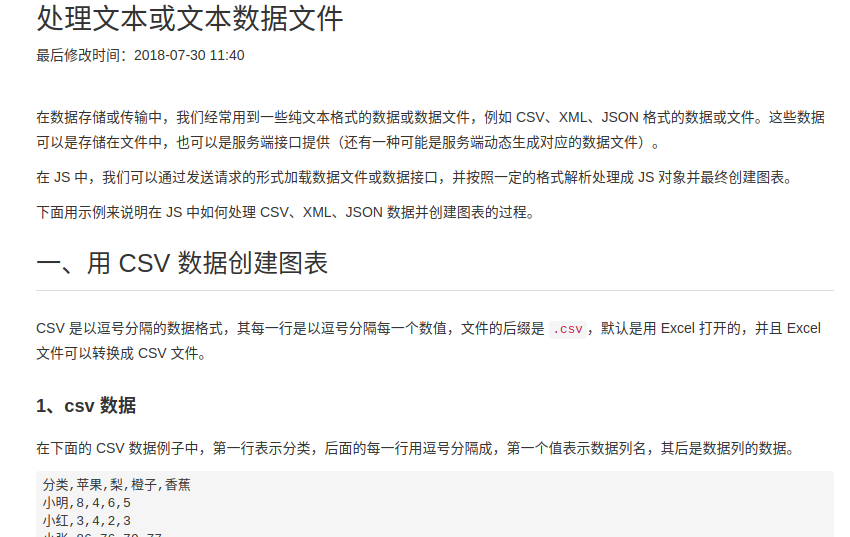 处理文本或文本数据文件
最后修改时间：2018-07-30 11:40
在数据存储或传输中，我们经常用到一些纯文本格式的数据或数据文件，例如 CSV、XML、JSON 格式的数据或文件。这些数据
可以是存储在文件中，也可以是服务端接口提供（还有一种可能是服务端动态生成对应的数据文件）。
在 JS 中，我们可以通过发送请求的形式加载数据文件或数据接口，并按照一定的格式解析处理成 JS 对象并最终创建图表。
下面用示例来说明在 JS 中如何处理 CSV、XML、JSON 数据并创建图表的过程。
一、用 CSV 数据创建图表
CSV 是以逗号分隔的数据格式，其每一行是以逗号分隔每一个数值，文件的后缀是 .csv，默认是用 Excel 打开的，并且 Excel
文件可以转换成 CSV 文件。
1、csv 数据
在下面的 CSV 数据例子中，第一行表示分类，后面的每一行用逗号分隔成，第一个值表示数据列名，其后是数据列的数据。
分类,苹果,梨,橙子,香蕉
小明,8,4,6,5
小红,3,4,2,3